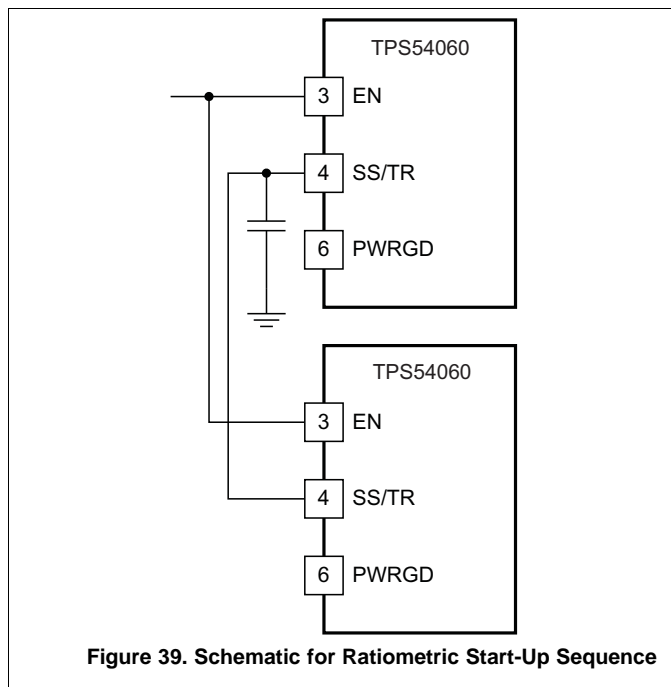 TPS54060
3 EN
4 SS/TR
6 PWRGD
TPS54060
3 EN
4 SS/TR
6 PWRGD
Figure 39. Schematic for Ratiometric Start-Up Sequence